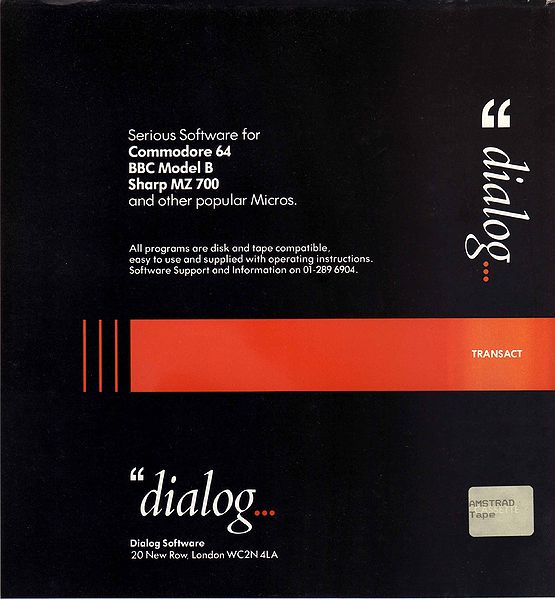 Serious Software for
Commodore 64
BBC Model B
Sharp MZ 700
and other popular Micros.
All programs are disk and tape compatible,
easy to use and supplied with operating instructions.
Software Support and Information on 01-289 6904.
“dialog...
TRANSACT
“dialog...
Dialog Software
20 New Row, London WC2N 4LA
AMSTRAD
Tape